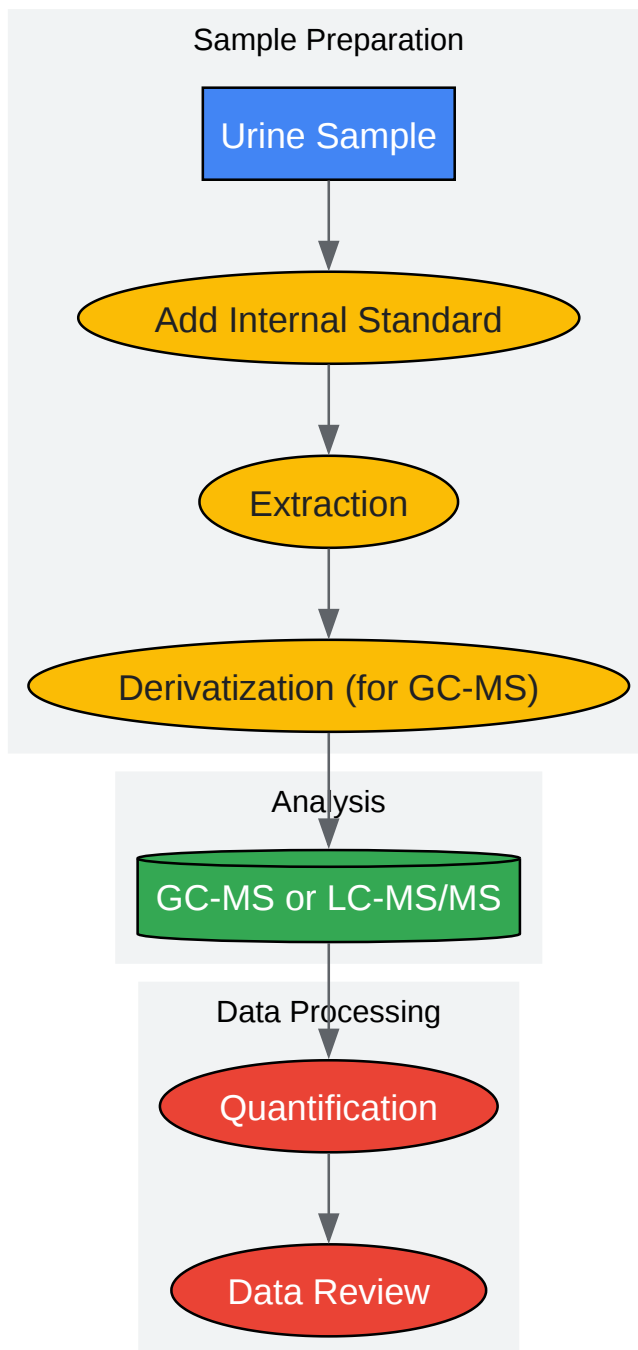 Sample Preparation
Urine Sample
Add Internal Standard
Extraction
Derivatization (for GC-MS)
Analysis
GC-MS or LC-MS/MS
Data Processing
Quantification
Data Review